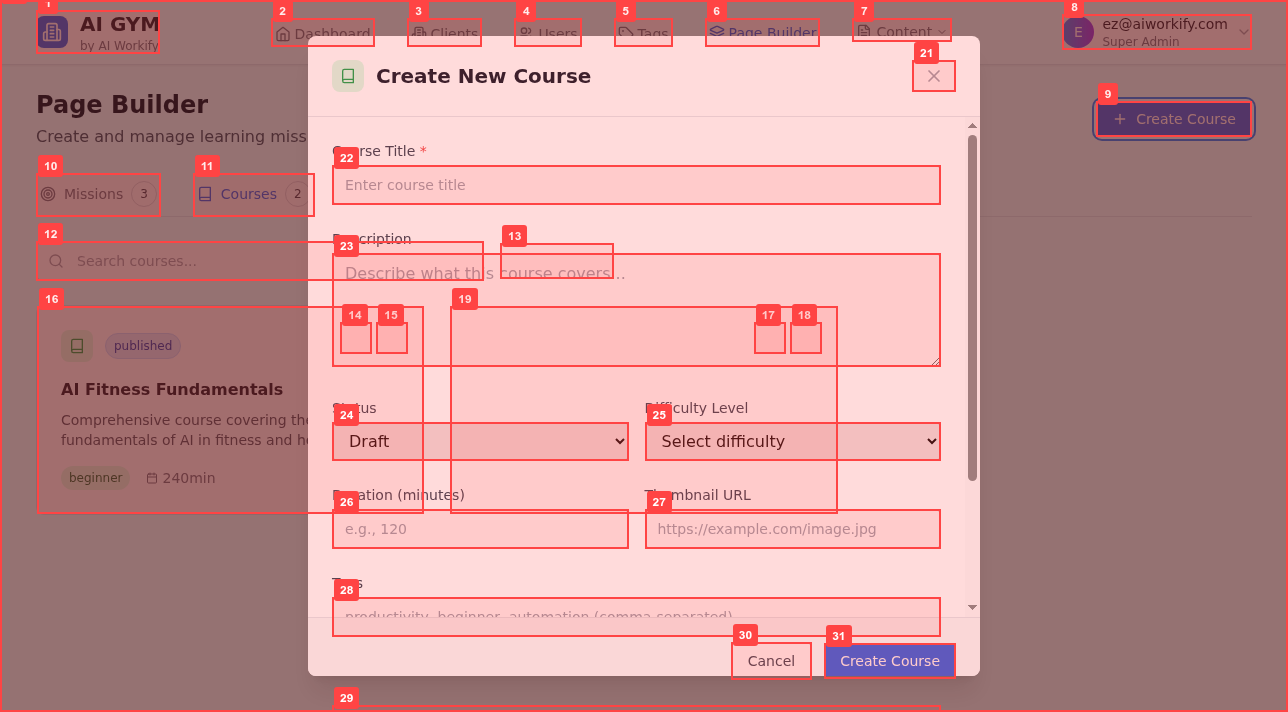 1
AI GYM
by AI Workify
2
Dashboard
3
Clients
4
Users
5
Tags
6
Page Builder
7
Content
8
E
ez@aiworkify.com
Super Admin
Page Builder
Create and manage learning miss
9
Create Course
10
Missions 3
11
Courses 2
12
Search courses...
13
14
15
16
17
18
19
published
AI Fitness Fundamentals
Comprehensive course covering the
fundamentals of AI in fitness and he
beginner
240min
21
Create New Course
22
Course Title *
Enter course title
23
Description
Describe what this course covers...
24
Status
Draft
25
Difficulty Level
Select difficulty
26
Duration (minutes)
e.g., 120
27
Thumbnail URL
https://example.com/image.jpg
28
Tags
productivity, beginner, automation (comma separated)
30
Cancel
31
Create Course
29